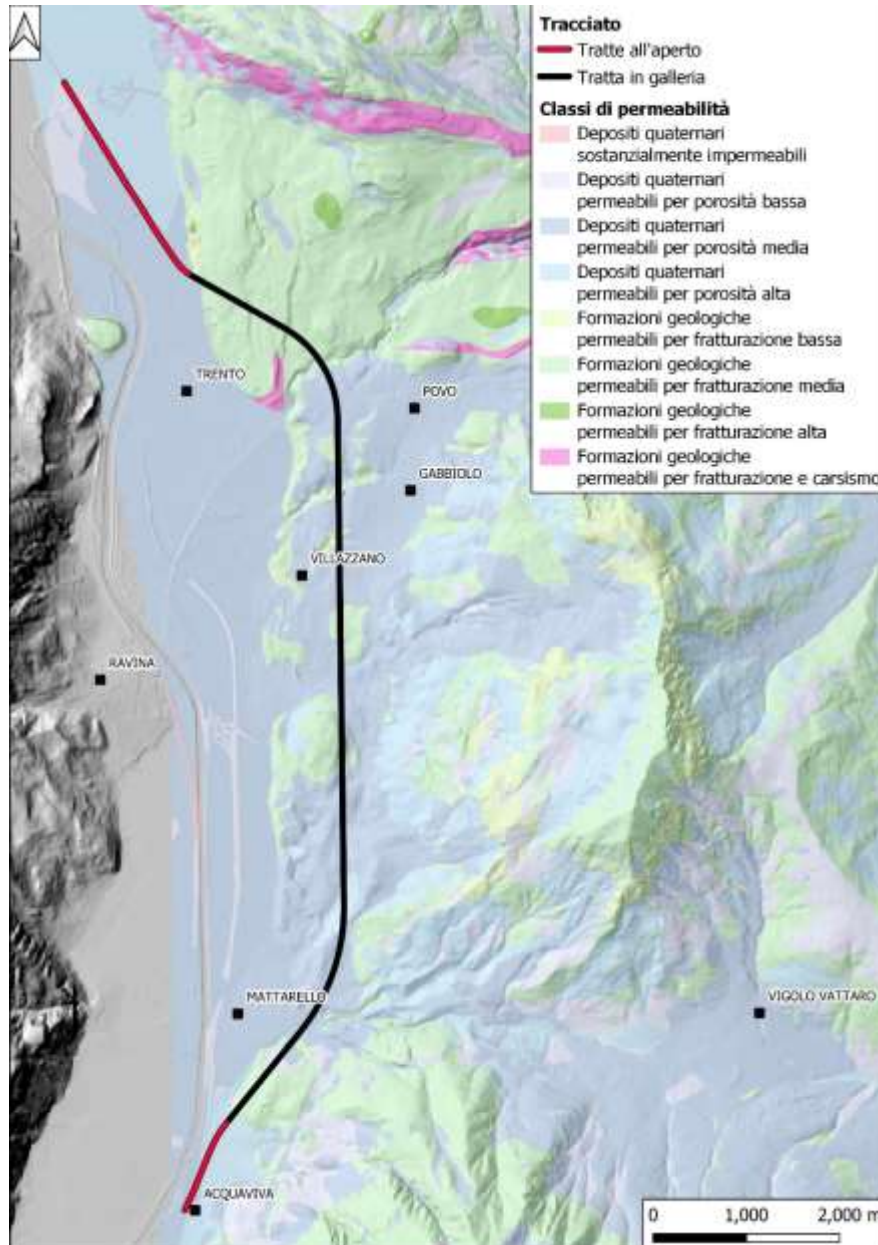 Tracciato
Tratte all'aperto
Tratta in galleria
Classi di permeabilità
Depositi quaternari
sostanzialmente impermeabili
Depositi quaternari
permeabili per porosità bassa
Depositi quaternari
permeabili per porosità media
Depositi quaternari
permeabili per porosità alta
Formazioni geologiche
permeabili per fratturazione bassa
Formazioni geologiche
permeabili per fratturazione media
Formazioni geologiche
permeabili per fratturazione alta
Formazioni geologiche
permeabili per fratturazione e carsismo
TRENTO
POVO
GABBIOLO
VILLAZZANO
RAVINA
MATTARELLO
VIGOLO VATTARO
ACQUAVIVA
0 1,000 2,000 m